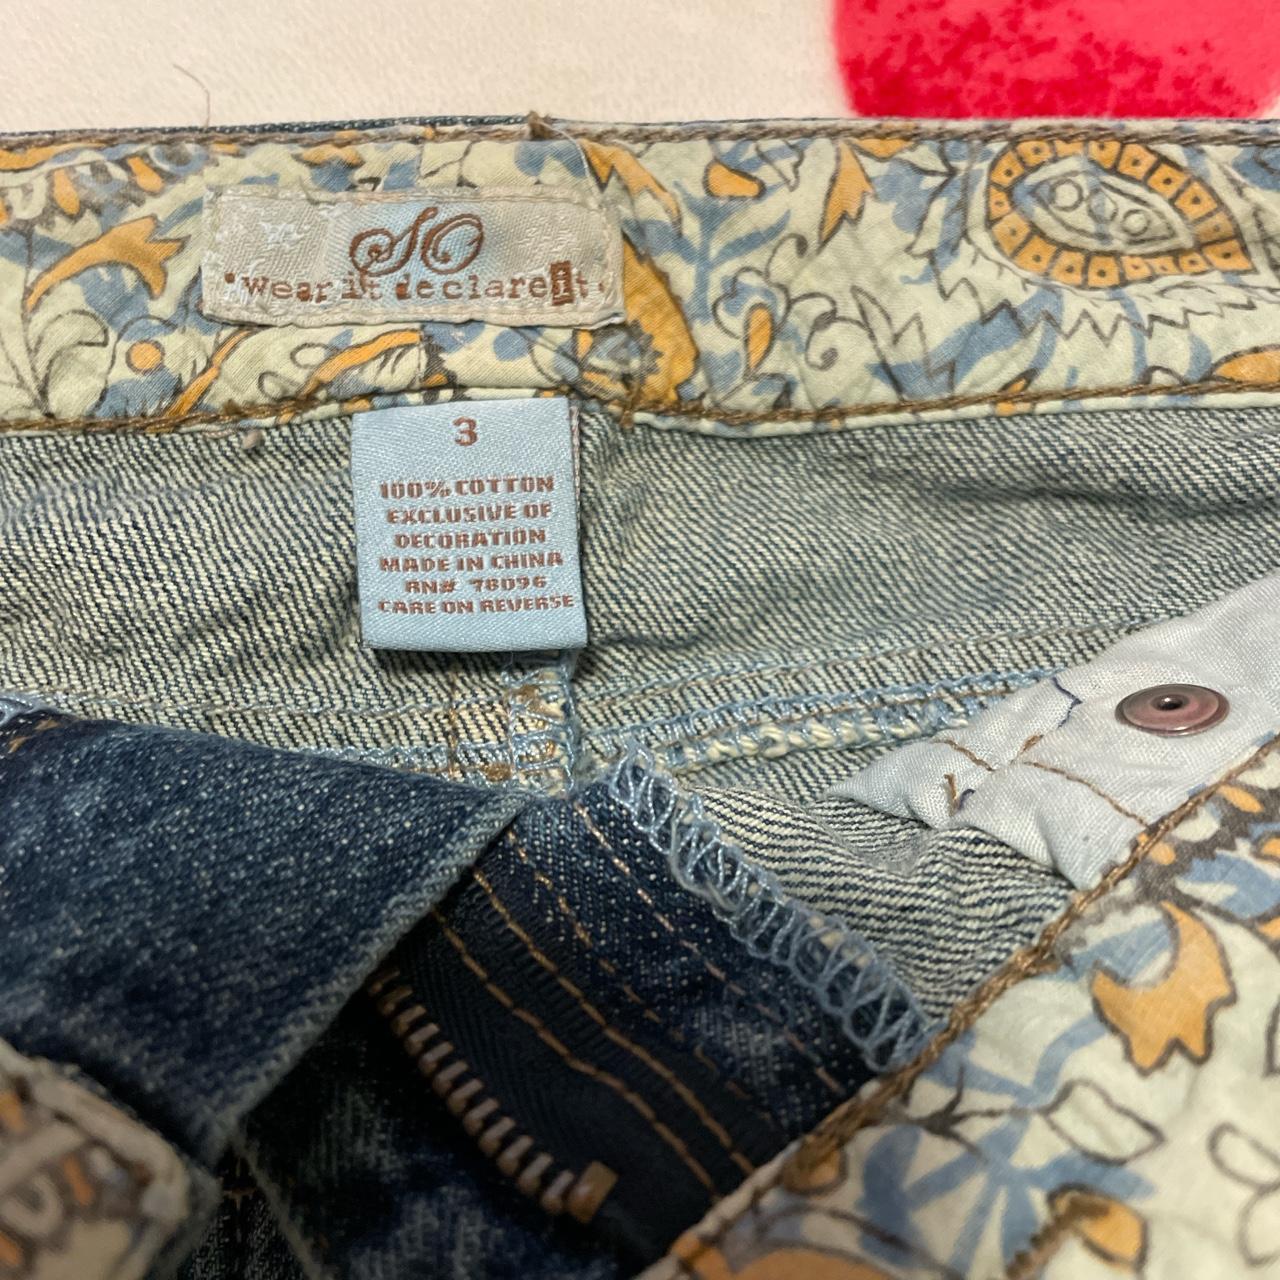 SO
•wear it declare it•
3
100% COTTON
EXCLUSIVE OF
DECORATION
MADE IN CHINA
RN# 78096
CARE ON REVERSE